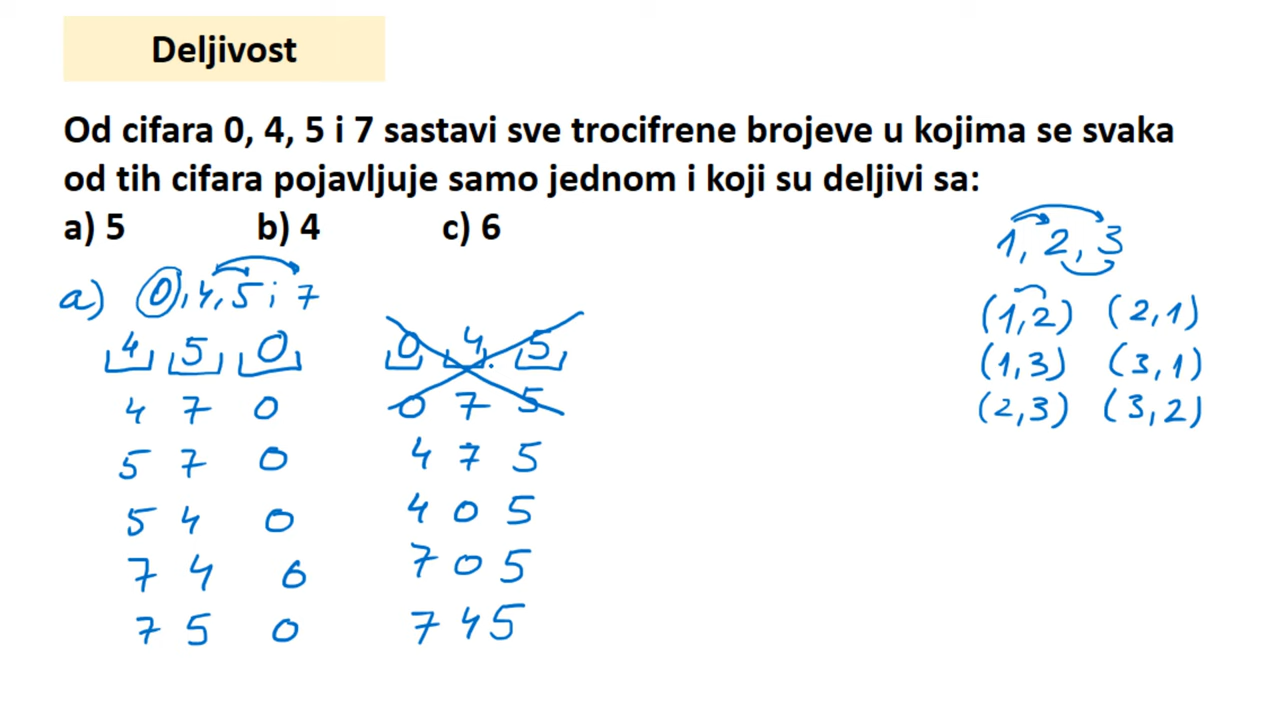 Deljivost
Od cifara 0, 4, 5 i 7 sastavi sve trocifrene brojeve u kojima se svaka
od tih cifara pojavljuje samo jednom i koji su deljivi sa:
a) 5 b) 4 c) 6
1, 2, 3
a) 0, 4, 5 i 7
(1,2) (2,1)
4 5 0 0 4 5
(1,3) (3,1)
4 7 0 0 7 5
(2,3) (3,2)
5 7 0 4 7 5
5 4 0 4 0 5
7 4 0 7 0 5
7 5 0 7 4 5